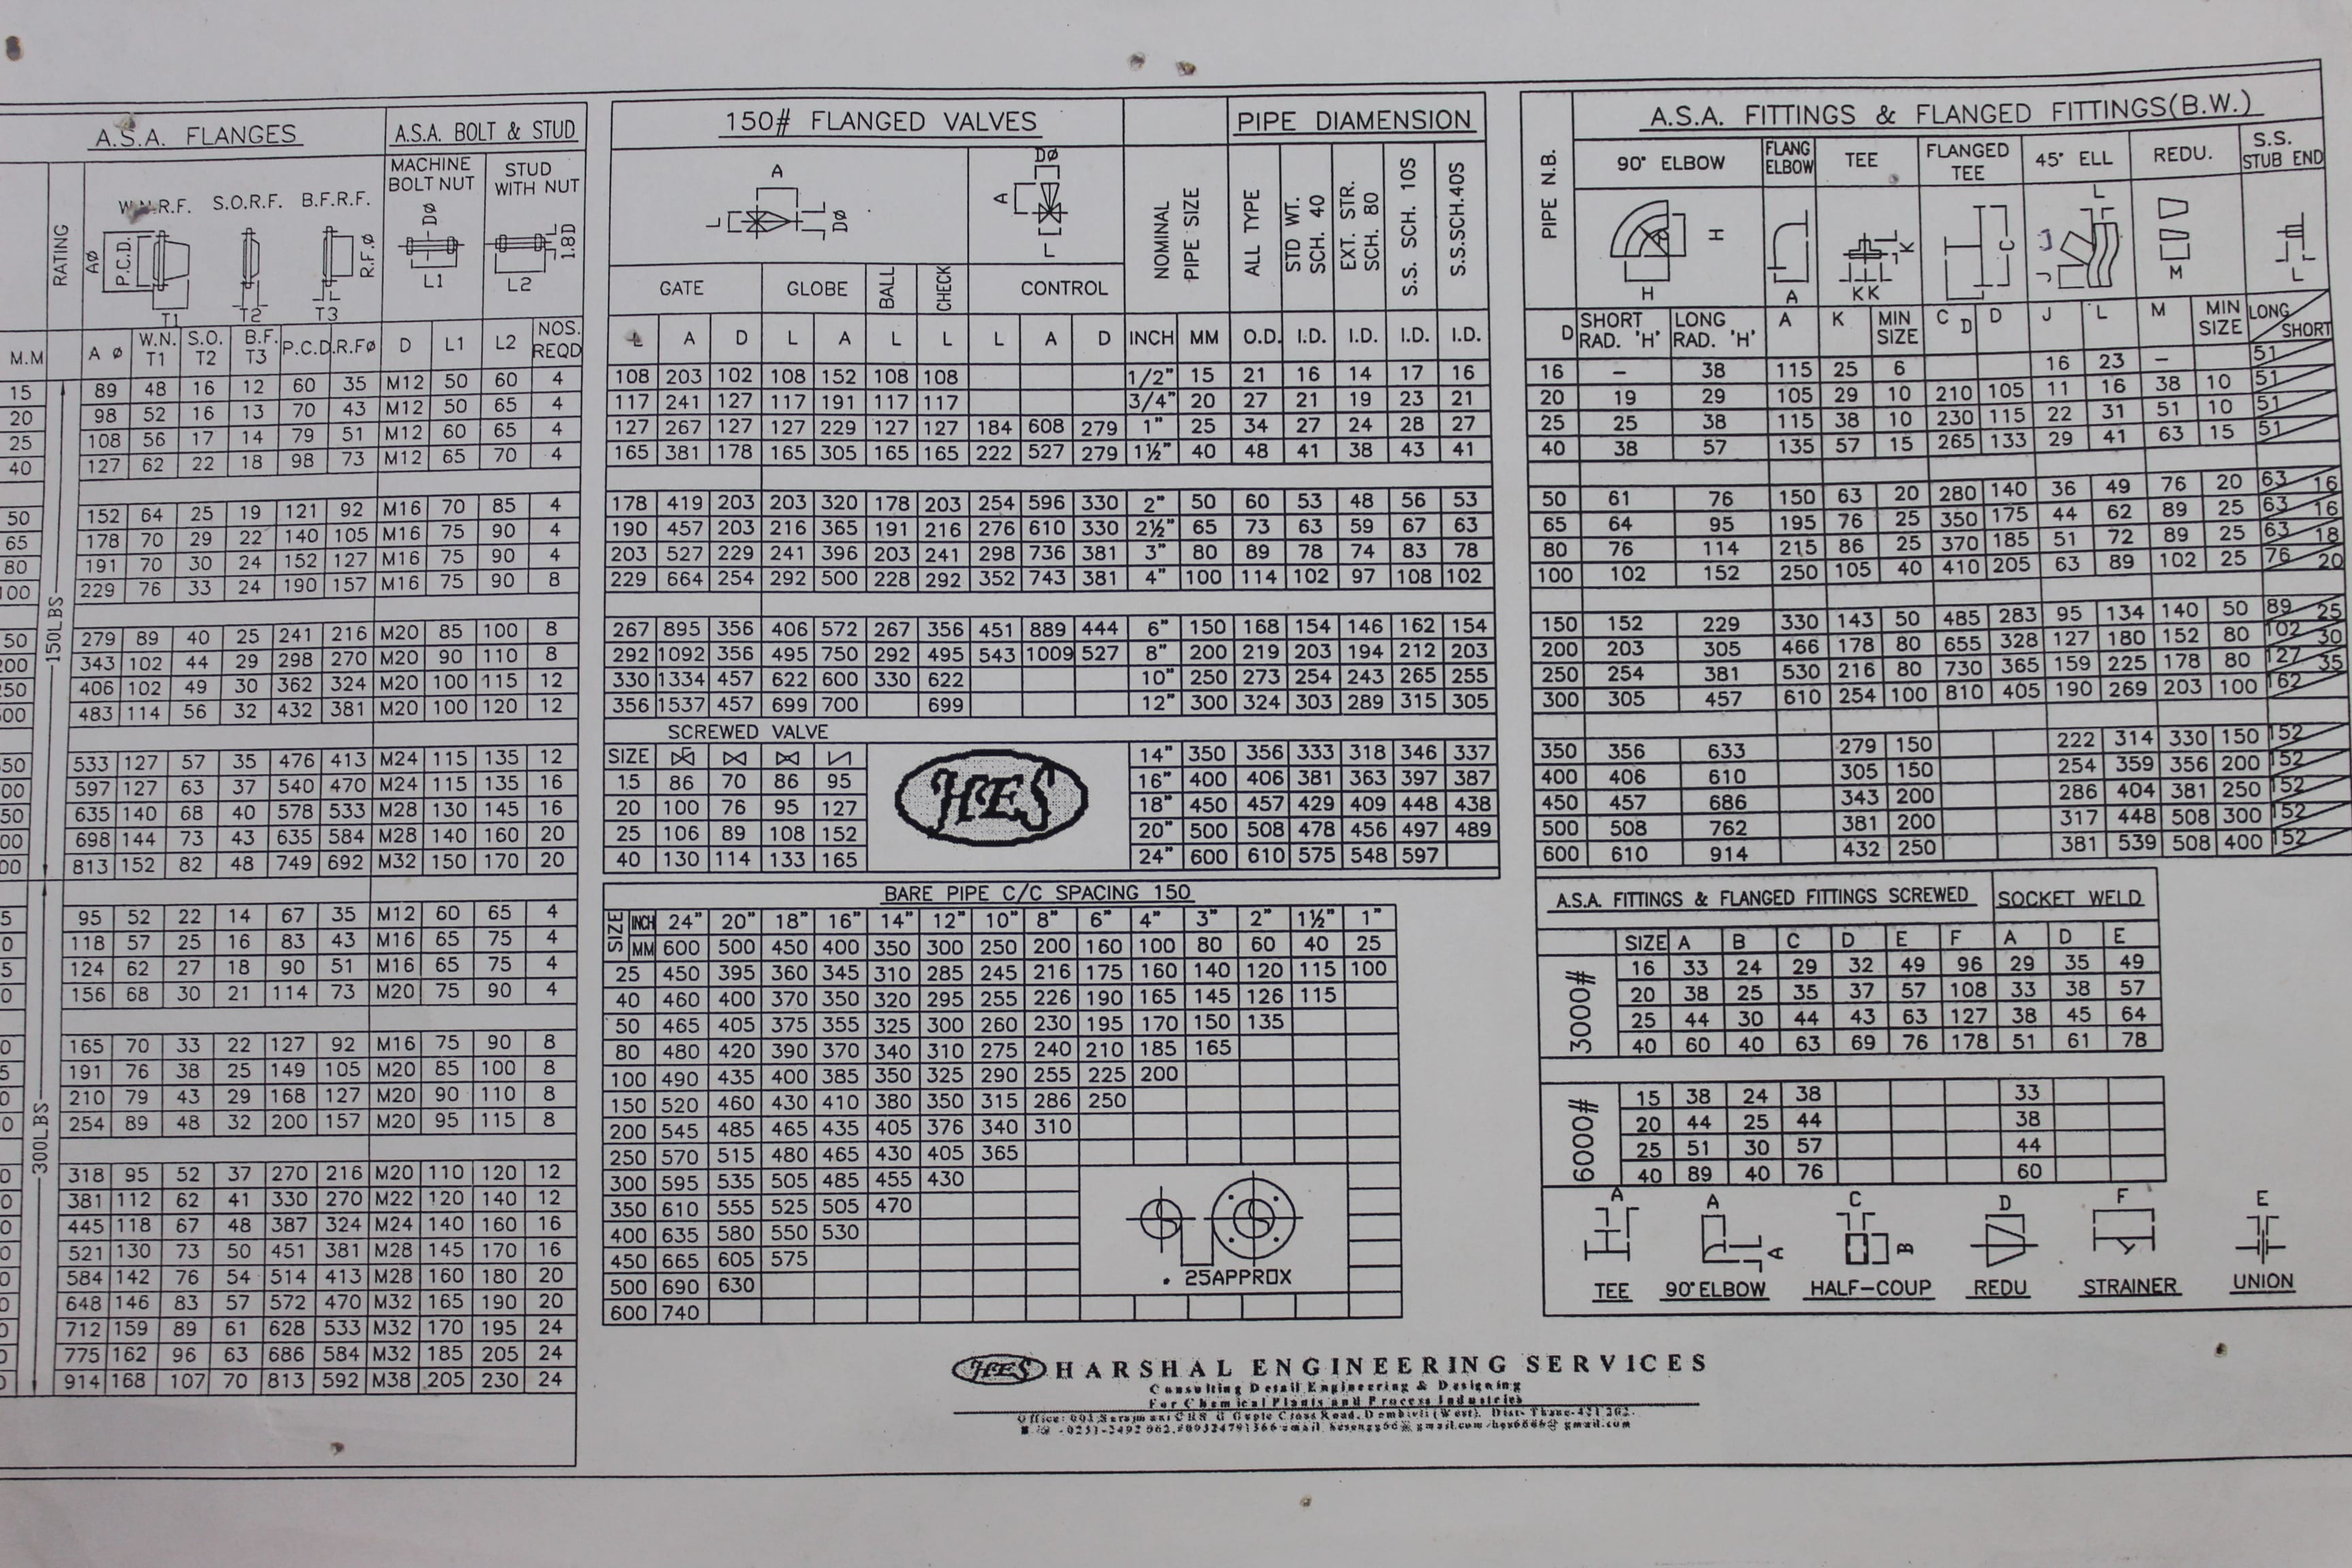 A.S.A. FLANGES
A.S.A. BOLT & STUD
RATING
W.N.R.F. S.O.R.F. B.F.R.F.
MACHINE BOLT NUT
STUD WITH NUT
AØ P.C.D. R.F.Ø DØ 1.8D
T1 T2 T3 L1 L2
M.M A Ø W.N. T1 S.O. T2 B.F. T3 P.C.D. R.FØ D L1 L2 NOS. REQD
150LBS
15 89 48 16 12 60 35 M12 50 60 4
20 98 52 16 13 70 43 M12 50 65 4
25 108 56 17 14 79 51 M12 60 65 4
40 127 62 22 18 98 73 M12 65 70 4
50 152 64 25 19 121 92 M16 70 85 4
65 178 70 29 22 140 105 M16 75 90 4
80 191 70 30 24 152 127 M16 75 90 4
00 229 76 33 24 190 157 M16 75 90 8
50 279 89 40 25 241 216 M20 85 100 8
00 343 102 44 29 298 270 M20 90 110 8
50 406 102 49 30 362 324 M20 100 115 12
00 483 114 56 32 432 381 M20 100 120 12
50 533 127 57 35 476 413 M24 115 135 12
00 597 127 63 37 540 470 M24 115 135 16
50 635 140 68 40 578 533 M28 130 145 16
00 698 144 73 43 635 584 M28 140 160 20
00 813 152 82 48 749 692 M32 150 170 20
300LBS
5 95 52 22 14 67 35 M12 60 65 4
0 118 57 25 16 83 43 M16 65 75 4
5 124 62 27 18 90 51 M16 65 75 4
0 156 68 30 21 114 73 M20 75 90 4
0 165 70 33 22 127 92 M16 75 90 8
5 191 76 38 25 149 105 M20 85 100 8
0 210 79 43 29 168 127 M20 90 110 8
0 254 89 48 32 200 157 M20 95 115 8
0 318 95 52 37 270 216 M20 110 120 12
0 381 112 62 41 330 270 M22 120 140 12
0 445 118 67 48 387 324 M24 140 160 16
0 521 130 73 50 451 381 M28 145 170 16
0 584 142 76 54 514 413 M28 160 180 20
0 648 146 83 57 572 470 M32 165 190 20
0 712 159 89 61 628 533 M32 170 195 24
0 775 162 96 63 686 584 M32 185 205 24
0 914 168 107 70 813 592 M38 205 230 24
150# FLANGED VALVES
PIPE DIAMENSION
A L DØ
DØ A L
NOMINAL PIPE SIZE
ALL TYPE
STD WT. SCH. 40
EXT. STR. SCH. 80
S.S. SCH. 10S
S.S.SCH.40S
GATE GLOBE BALL CHECK CONTROL
L A D L A L L L A D INCH MM O.D. I.D. I.D. I.D. I.D.
108 203 102 108 152 108 108 1/2" 15 21 16 14 17 16
117 241 127 117 191 117 117 3/4" 20 27 21 19 23 21
127 267 127 127 229 127 127 184 608 279 1" 25 34 27 24 28 27
165 381 178 165 305 165 165 222 527 279 1½" 40 48 41 38 43 41
178 419 203 203 320 178 203 254 596 330 2" 50 60 53 48 56 53
190 457 203 216 365 191 216 276 610 330 2½" 65 73 63 59 67 63
203 527 229 241 396 203 241 298 736 381 3" 80 89 78 74 83 78
229 664 254 292 500 228 292 352 743 381 4" 100 114 102 97 108 102
267 895 356 406 572 267 356 451 889 444 6" 150 168 154 146 162 154
292 1092 356 495 750 292 495 543 1009 527 8" 200 219 203 194 212 203
330 1334 457 622 600 330 622 10" 250 273 254 243 265 255
356 1537 457 699 700 699 12" 300 324 303 289 315 305
14" 350 356 333 318 346 337
16" 400 406 381 363 397 387
18" 450 457 429 409 448 438
20" 500 508 478 456 497 489
24" 600 610 575 548 597
SCREWED VALVE
SIZE
15 86 70 86 95
20 100 76 95 127
25 106 89 108 152
40 130 114 133 165
HES
BARE PIPE C/C SPACING 150
SIZE INCH 24" 20" 18" 16" 14" 12" 10" 8" 6" 4" 3" 2" 1½" 1"
MM 600 500 450 400 350 300 250 200 160 100 80 60 40 25
25 450 395 360 345 310 285 245 216 175 160 140 120 115 100
40 460 400 370 350 320 295 255 226 190 165 145 126 115
50 465 405 375 355 325 300 260 230 195 170 150 135
80 480 420 390 370 340 310 275 240 210 185 165
100 490 435 400 385 350 325 290 255 225 200
150 520 460 430 410 380 350 315 286 250
200 545 485 465 435 405 376 340 310
250 570 515 480 465 430 405 365
300 595 535 505 485 455 430
350 610 555 525 505 470
400 635 580 550 530
450 665 605 575
500 690 630
600 740
25APPROX
A.S.A. FITTINGS & FLANGED FITTINGS(B.W.)
PIPE N.B.
90° ELBOW
FLANG ELBOW
TEE
FLANGED TEE
45° ELL
REDU.
S.S. STUB END
H H A K KK C J L M L
D SHORT RAD. 'H' LONG RAD. 'H' A K MIN SIZE C D D J L M MIN SIZE LONG SHORT
16 – 38 115 25 6 16 23 – 51
20 19 29 105 29 10 210 105 11 16 38 10 51
25 25 38 115 38 10 230 115 22 31 51 10 51
40 38 57 135 57 15 265 133 29 41 63 15 51
50 61 76 150 63 20 280 140 36 49 76 20 63 16
65 64 95 195 76 25 350 175 44 62 89 25 63 16
80 76 114 215 86 25 370 185 51 72 89 25 63 18
100 102 152 250 105 40 410 205 63 89 102 25 76 20
150 152 229 330 143 50 485 283 95 134 140 50 89 25
200 203 305 466 178 80 655 328 127 180 152 80 102 30
250 254 381 530 216 80 730 365 159 225 178 80 127 35
300 305 457 610 254 100 810 405 190 269 203 100 162
350 356 633 279 150 222 314 330 150 152
400 406 610 305 150 254 359 356 200 152
450 457 686 343 200 286 404 381 250 152
500 508 762 381 200 317 448 508 300 152
600 610 914 432 250 381 539 508 400 152
A.S.A. FITTINGS & FLANGED FITTINGS SCREWED
SOCKET WELD
SIZE A B C D E F A D E
3000#
16 33 24 29 32 49 96 29 35 49
20 38 25 35 37 57 108 33 38 57
25 44 30 44 43 63 127 38 45 64
40 60 40 63 69 76 178 51 61 78
6000#
15 38 24 38 33
20 44 25 44 38
25 51 30 57 44
40 89 40 76 60
A A A C B D F E
TEE 90°ELBOW HALF-COUP REDU STRAINER UNION
HES HARSHAL ENGINEERING SERVICES
Consulting Detail Engineering & Designing
For Chemical Plants and Process Industries
Gupte Cross Road, Dombivli (West),
gmail.com